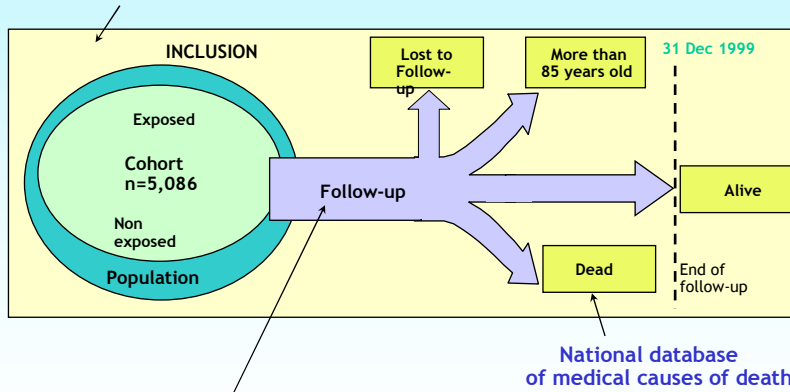 INCLUSION
Exposed
Cohort
n=5,086
Non
exposed
Population
Follow-up
Lost to
Follow-
up
More than
85 years old
31 Dec 1999
Alive
Dead
End of
follow-up
National database
of medical causes of death